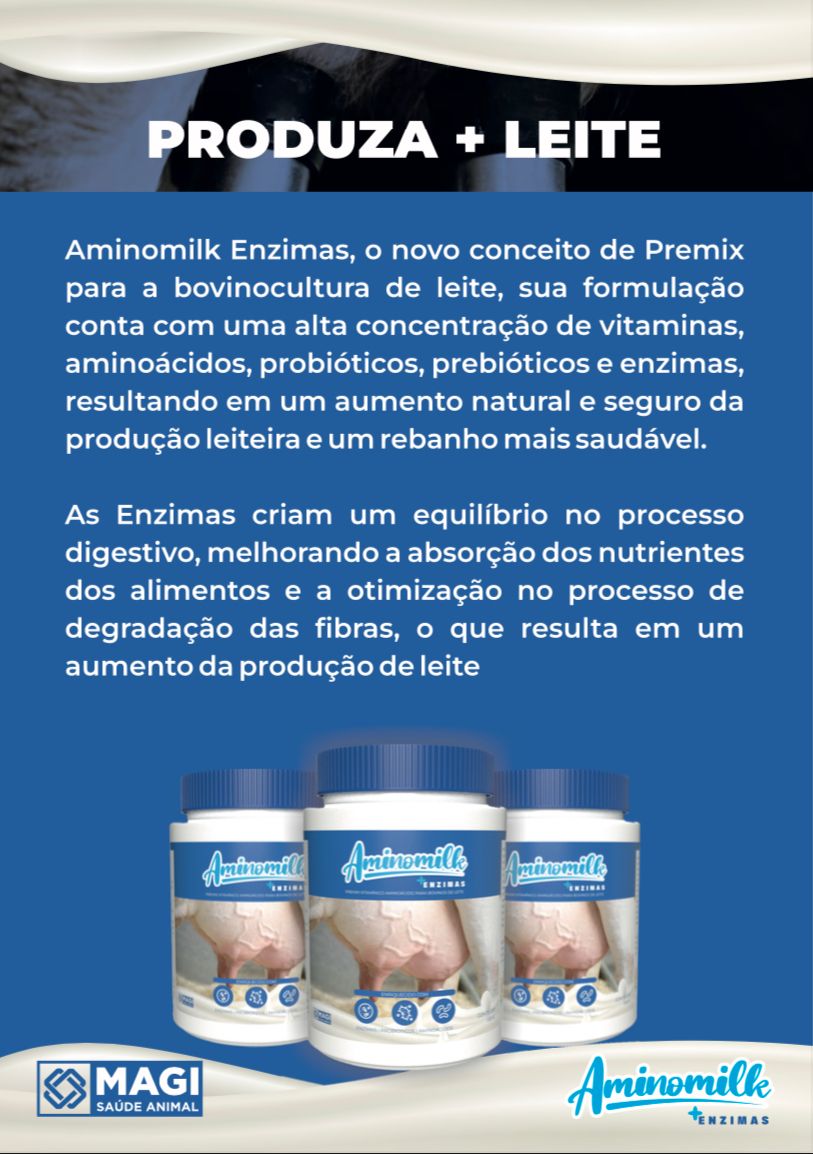 PRODUZA + LEITE
Aminomilk Enzimas, o novo conceito de Premix
para a bovinocultura de leite, sua formulação
conta com uma alta concentração de vitaminas,
aminoácidos, probióticos, prebióticos e enzimas,
resultando em um aumento natural e seguro da
produção leiteira e um rebanho mais saudável.
As Enzimas criam um equilíbrio no processo
digestivo, melhorando a absorção dos nutrientes
dos alimentos e a otimização no processo de
degradação das fibras, o que resulta em um
aumento da produção de leite
Aminomilk
+ENZIMAS
Aminomilk
+ENZIMAS
ENRIQUECIDO COM
MAGI
Aminomilk
+ENZIMAS
MAGI
SAÚDE ANIMAL
Aminomilk
+ENZIMAS